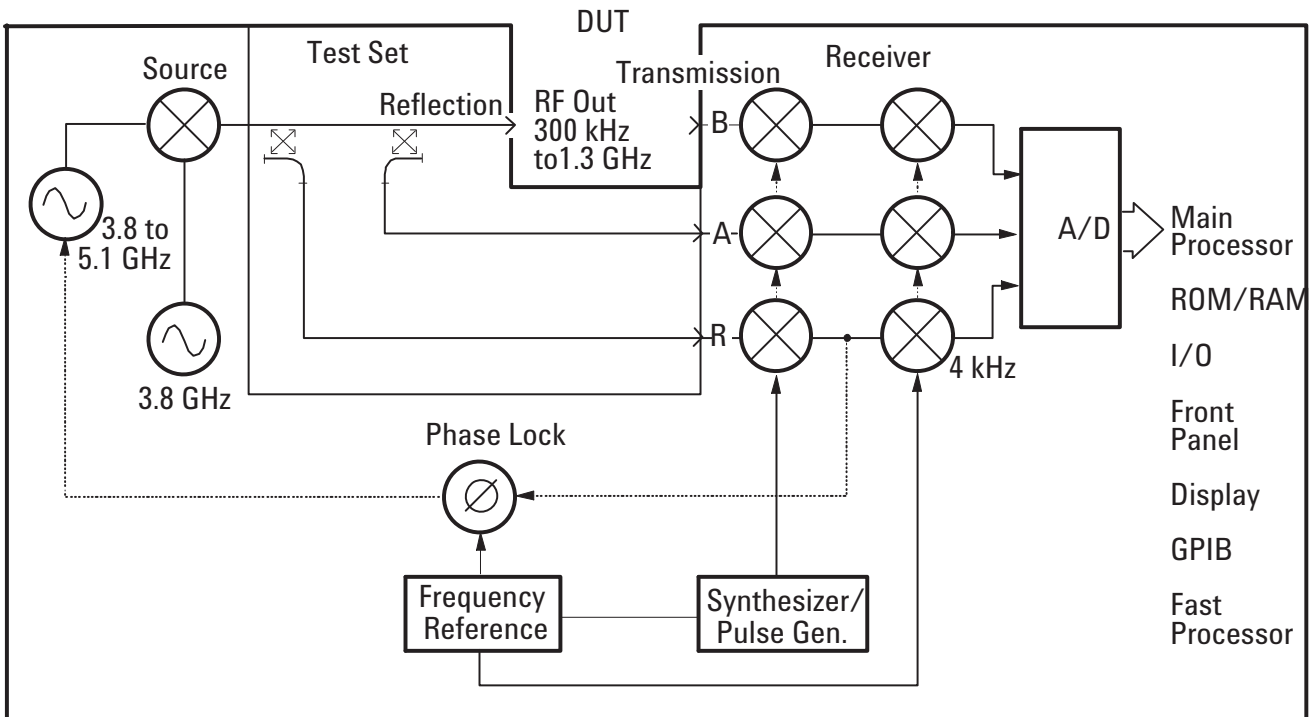 DUT
Test Set
Receiver
Source
Transmission
Reflection
RF Out
300 kHz
to1.3 GHz
B
3.8 to
5.1 GHz
A
A/D
Main
Processor
ROM/RAM
R
I/O
4 kHz
3.8 GHz
Front
Panel
Phase Lock
Display
GPIB
Frequency
Reference
Synthesizer/
Pulse Gen.
Fast
Processor